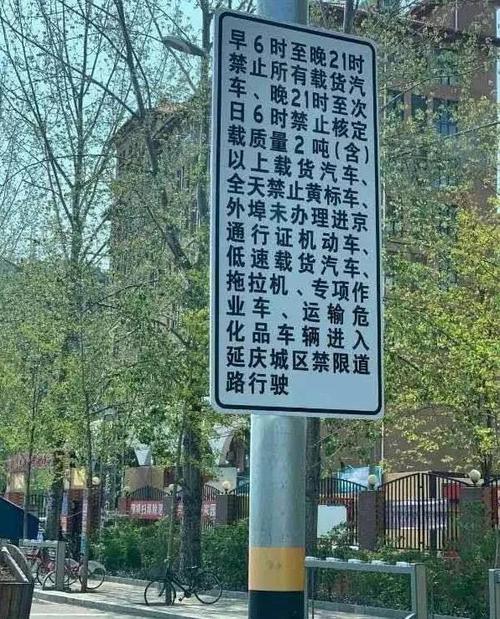 早6时至晚21时
禁止所有载货汽
车、晚21时至次
日6时禁止核定
载质量2吨(含)
以上载货汽车、
全天禁止黄标车、
外埠未办理进京
通行证机动车、
低速载货汽车、
拖拉机、专项作
业车、运输危
化品车辆进入
延庆城区禁限道
路行驶